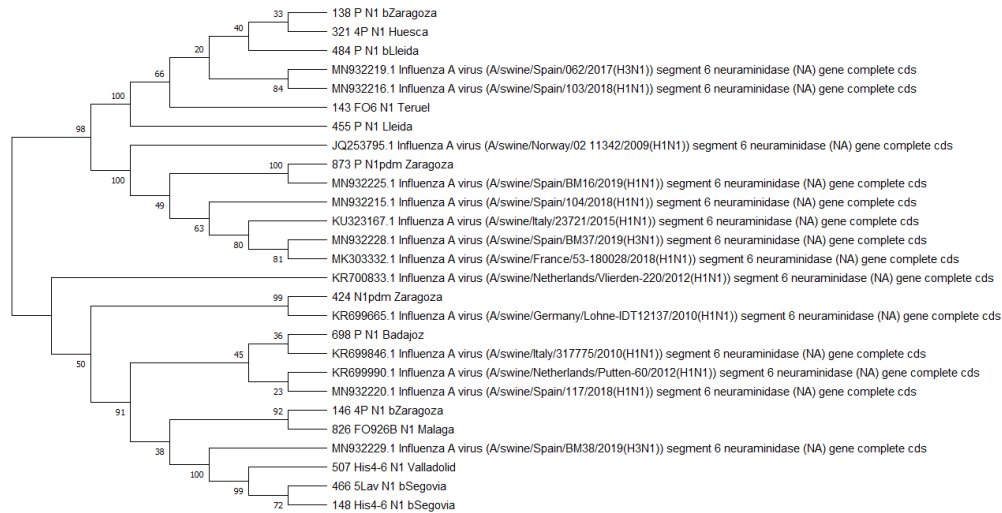 33
138 P N1 bZaragoza
40
321 4P N1 Huesca
20
484 P N1 bLleida
66
MN932219.1 Influenza A virus (A/swine/Spain/062/2017(H3N1)) segment 6 neuraminidase (NA) gene complete cds
84
MN932216.1 Influenza A virus (A/swine/Spain/103/2018(H1N1)) segment 6 neuraminidase (NA) gene complete cds
100
143 FO6 N1 Teruel
98
455 P N1 Lleida
JQ253795.1 Influenza A virus (A/swine/Norway/02 11342/2009(H1N1)) segment 6 neuraminidase (NA) gene complete cds
100
873 P N1pdm Zaragoza
100
MN932225.1 Influenza A virus (A/swine/Spain/BM16/2019(H1N1)) segment 6 neuraminidase (NA) gene complete cds
49
MN932215.1 Influenza A virus (A/swine/Spain/104/2018(H1N1)) segment 6 neuraminidase (NA) gene complete cds
63
KU323167.1 Influenza A virus (A/swine/Italy/23721/2015(H1N1)) segment 6 neuraminidase (NA) gene complete cds
80
MN932228.1 Influenza A virus (A/swine/Spain/BM37/2019(H3N1)) segment 6 neuraminidase (NA) gene complete cds
81
MK303332.1 Influenza A virus (A/swine/France/53-180028/2018(H1N1)) segment 6 neuraminidase (NA) gene complete cds
KR700833.1 Influenza A virus (A/swine/Netherlands/Vlierden-220/2012(H1N1)) segment 6 neuraminidase (NA) gene complete cds
99
424 N1pdm Zaragoza
KR699665.1 Influenza A virus (A/swine/Germany/Lohne-IDT12137/2010(H1N1)) segment 6 neuraminidase (NA) gene complete cds
36
698 P N1 Badajoz
50
45
KR699846.1 Influenza A virus (A/swine/Italy/317775/2010(H1N1)) segment 6 neuraminidase (NA) gene complete cds
KR699990.1 Influenza A virus (A/swine/Netherlands/Putten-60/2012(H1N1)) segment 6 neuraminidase (NA) gene complete cds
23
MN932220.1 Influenza A virus (A/swine/Spain/117/2018(H1N1)) segment 6 neuraminidase (NA) gene complete cds
91
92
146 4P N1 bZaragoza
826 FO926B N1 Malaga
38
MN932229.1 Influenza A virus (A/swine/Spain/BM38/2019(H3N1)) segment 6 neuraminidase (NA) gene complete cds
100
507 His4-6 N1 Valladolid
99
466 5Lav N1 bSegovia
72
148 His4-6 N1 bSegovia